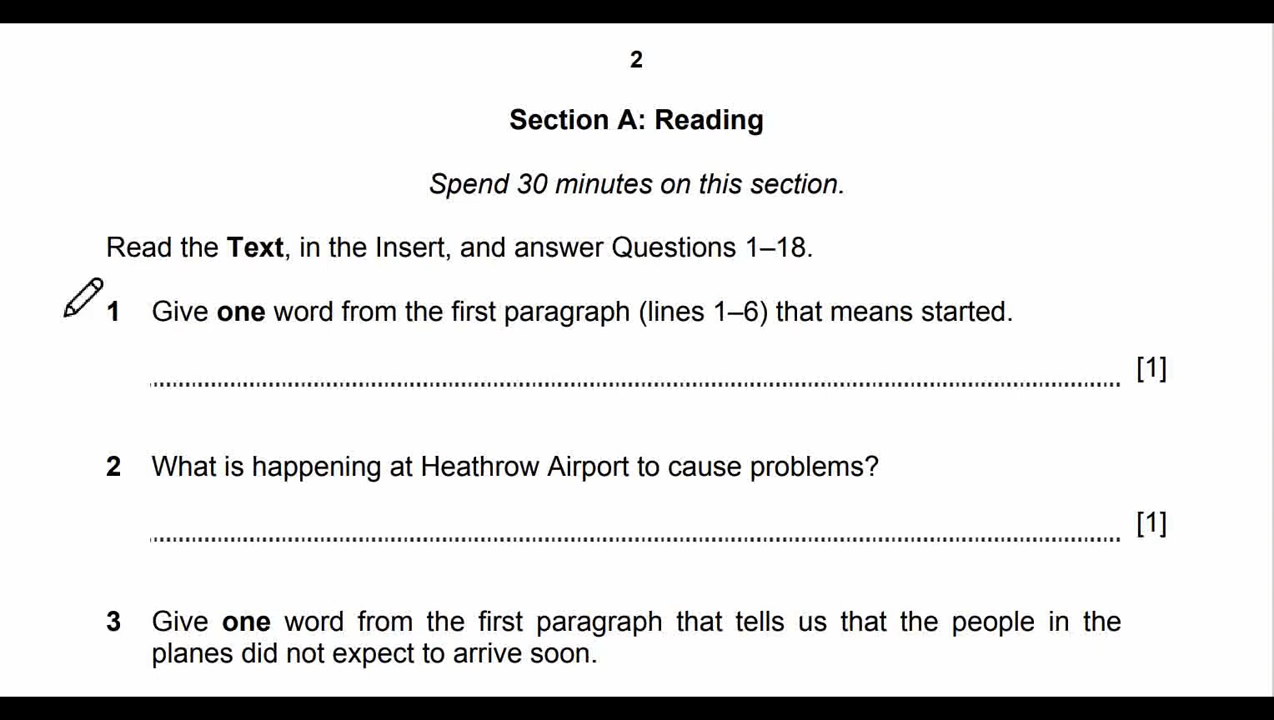 2
Section A: Reading
Spend 30 minutes on this section.
Read the Text, in the Insert, and answer Questions 1–18.
1 Give one word from the first paragraph (lines 1–6) that means started.
[1]
2 What is happening at Heathrow Airport to cause problems?
[1]
3 Give one word from the first paragraph that tells us that the people in the
planes did not expect to arrive soon.